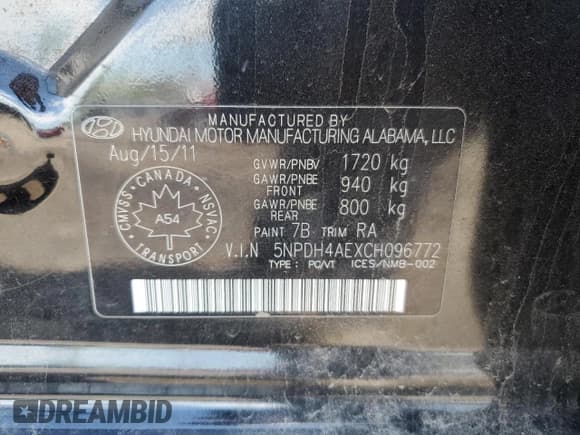 MANUFACTURED BY
HYUNDAI MOTOR MANUFACTURING ALABAMA, LLC
Aug/15/11
GVWR/PNBV 1720 kg
GAWR/PNBE FRONT 940 kg
GAWR/PNBE REAR 800 kg
PAINT 7B TRIM RA
V.I.N 5NPDH4AEXCH096772
TYPE : PC/VT ICES/NMB-002
CMVSS CANADA NSVAC
A54
TRANSPORT
DREAMBID